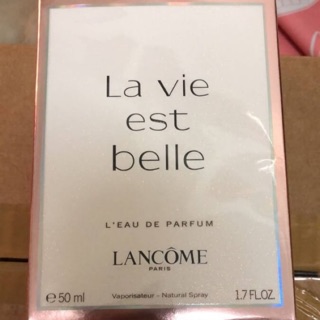 La vie
est
belle
L'EAU DE PARFUM
LANCÔME
PARIS
℮ 50 ml Vaporisateur - Natural Spray 1.7 FL.OZ.